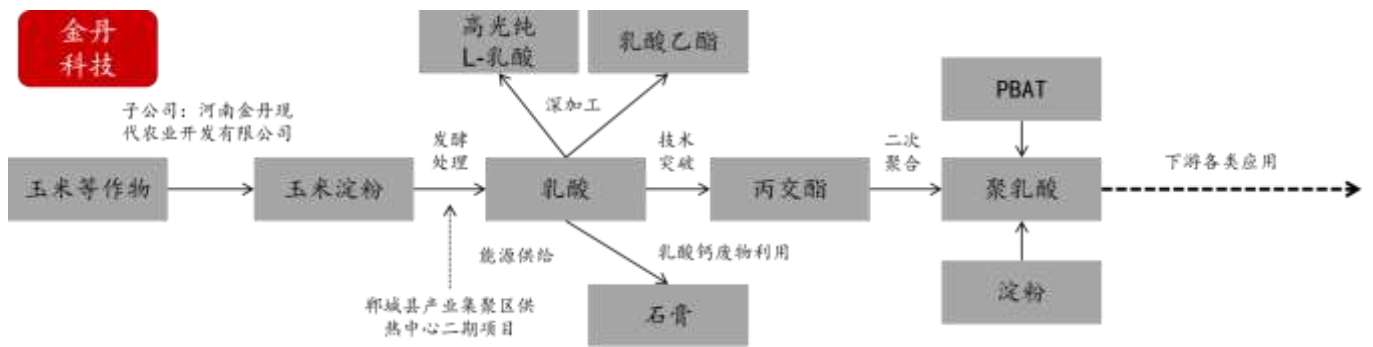 金丹
科技
高光纯
L-乳酸
乳酸乙酯
PBAT
子公司：河南金丹现
代农业开发有限公司
深加工
发酵
处理
技术
突破
二次
聚合
下游各类应用
玉米等作物
玉米淀粉
乳酸
丙交酯
聚乳酸
能源供给
乳酸钙废物利用
郸城县产业集聚区供
热中心二期项目
石膏
淀粉